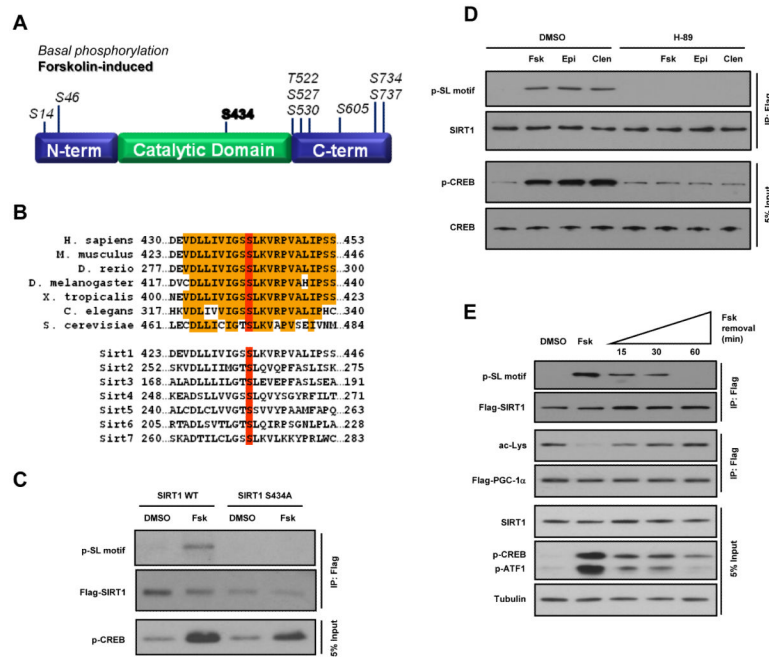 A
Basal phosphorylation
Forskolin-induced
S14
S46
S434
T522
S527
S530
S605
S734
S737
N-term
Catalytic Domain
C-term
B
H. sapiens 430…DEVDLLIVIGSSLKVRPVALIPSS…453
M. musculus 423…DEVDLLIVIGSSLKVRPVALIPSS…446
D. rerio 277…DEVDLLIVIGSSLKVRPVALIPSS…300
D. melanogaster 417…DVCDLLIVIGSSLKVRPVAHIPSS…440
X. tropicalis 400…NEVDLLIVIGSSLKVRPVALIPSS…423
C. elegans 317…HKVDLIVVIGSSLKVRPVALIPHC…340
S. cerevisiae 461…LECDLLICIGTSLKVAPVSEIVNM…484
Sirt1 423…DEVDLLIVIGSSLKVRPVALIPSS…446
Sirt2 252…SKVDLLIIMGTSLQVQPFASLISK…275
Sirt3 168…ALADLLLILGTSLEVEPFASLSEA…191
Sirt4 248…KEADSLLVVGSSLQVYSGYRFILT…271
Sirt5 240…ALCDLCLVVGTSSVVYPAAMFAPQ…263
Sirt6 205…RTADLSVTLGTSLQIRPSGNLPLA…228
Sirt7 260…SKADTILCLGSSLKVLKKYPRLWC…283
C
SIRT1 WT
SIRT1 S434A
DMSO
Fsk
DMSO
Fsk
p-SL motif
Flag-SIRT1
p-CREB
IP: Flag
5% Input
D
DMSO
H-89
Fsk
Epi
Clen
Fsk
Epi
Clen
p-SL motif
SIRT1
p-CREB
CREB
IP: SIRT1
5% Input
E
DMSO
Fsk
15
30
60
Fsk
removal
(min)
p-SL motif
Flag-SIRT1
ac-Lys
Flag-PGC-1α
SIRT1
p-CREB
p-ATF1
Tubulin
IP: Flag
IP: Flag
5% Input